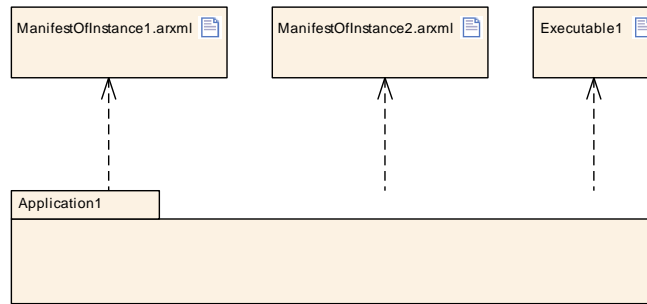 ManifestOfInstance1.arxml
ManifestOfInstance2.arxml
Executable1
Application1